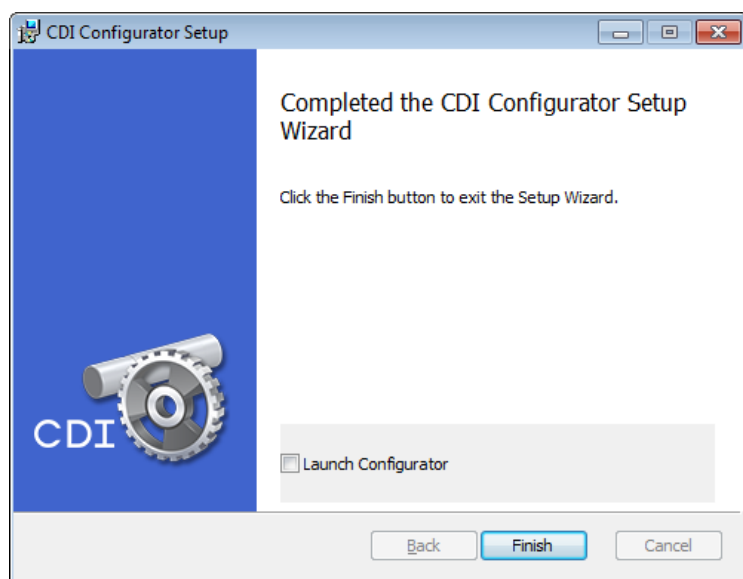 CDI Configurator Setup
Completed the CDI Configurator Setup
Wizard
Click the Finish button to exit the Setup Wizard.
CDI
Launch Configurator
Back
Finish
Cancel